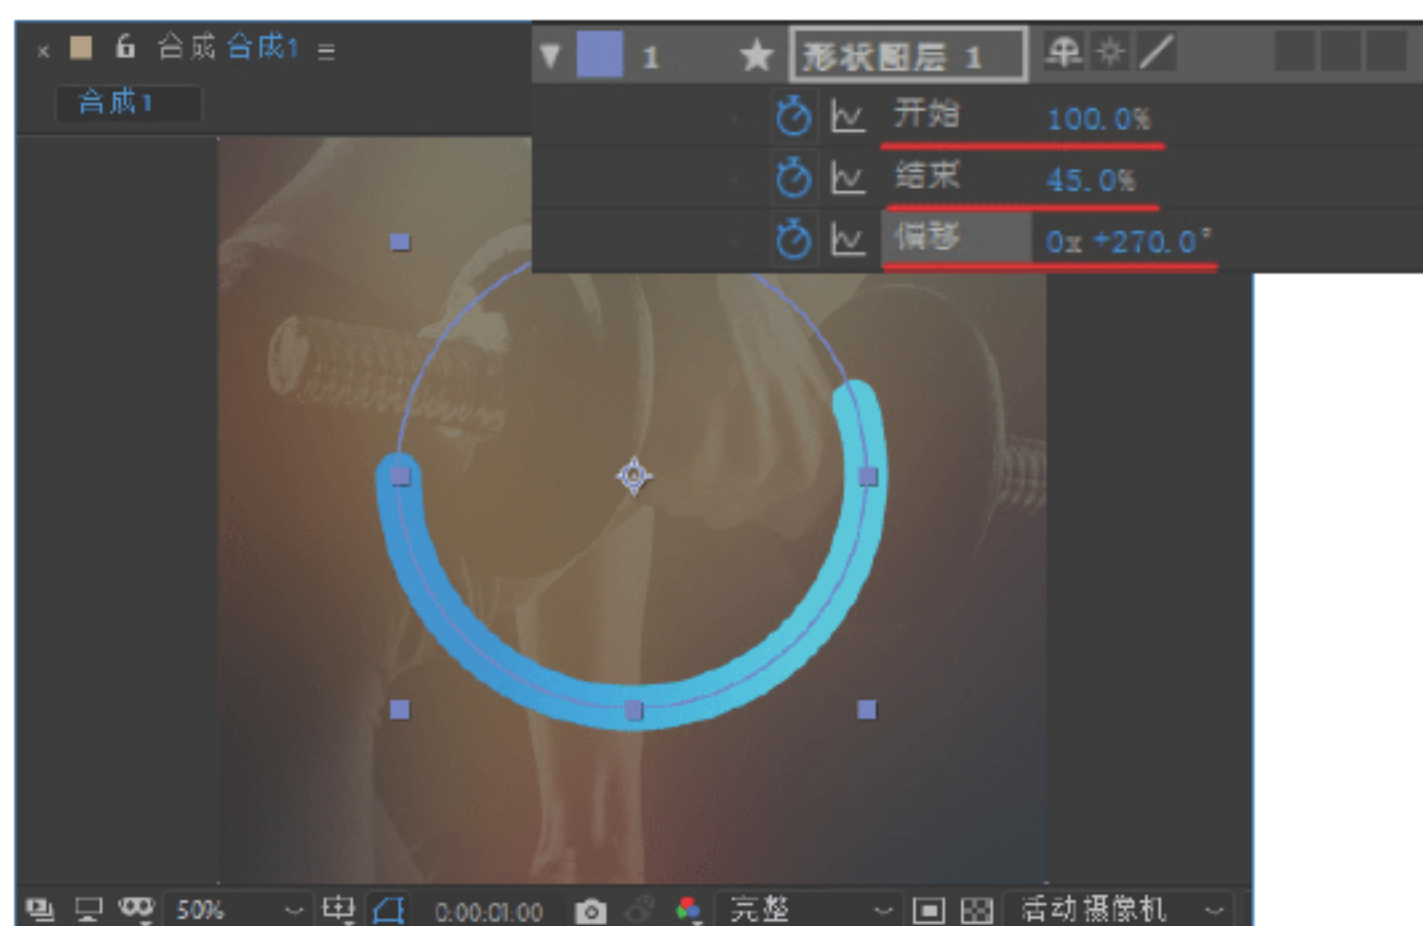 合成 合成1
合成1
1 形状图层 1
开始 100.0%
结束 45.0%
偏移 0x +270.0°
50% 0:00:01:00 完整 活动摄像机